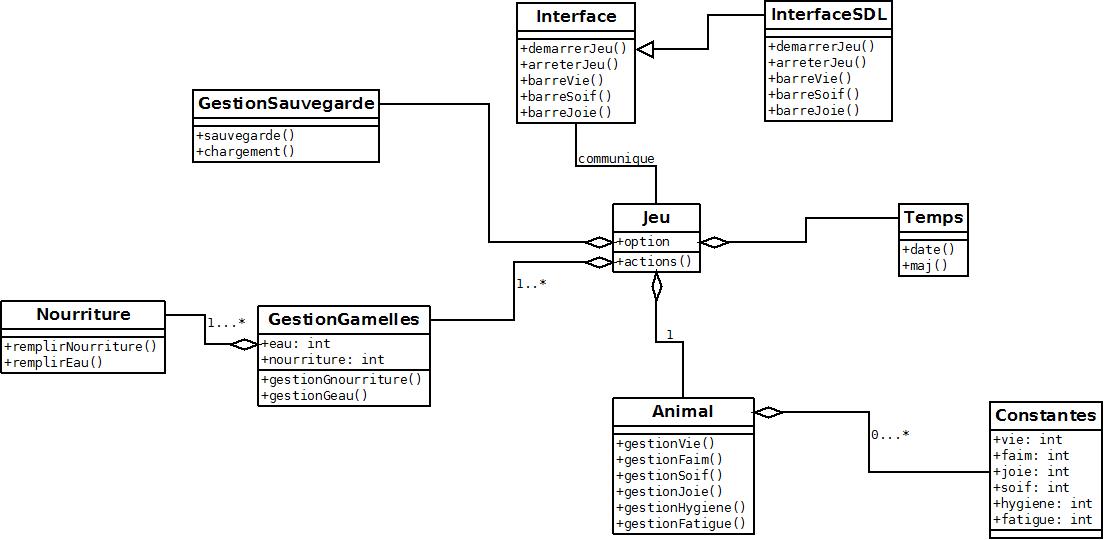 Interface
+demarrerJeu()
+arreterJeu()
+barreVie()
+barreSoif()
+barreJoie()
InterfaceSDL
+demarrerJeu()
+arreterJeu()
+barreVie()
+barreSoif()
+barreJoie()
GestionSauvegarde
+sauvegarde()
+chargement()
communique
Jeu
+option
+actions()
Temps
+date()
+maj()
1..*
Nourriture
+remplirNourriture()
+remplirEau()
1...*
GestionGamelles
+eau: int
+nourriture: int
+gestionGnourriture()
+gestionGeau()
1
Animal
+gestionVie()
+gestionFaim()
+gestionSoif()
+gestionJoie()
+gestionHygiene()
+gestionFatigue()
0...*
Constantes
+vie: int
+faim: int
+joie: int
+soif: int
+hygiene: int
+fatigue: int